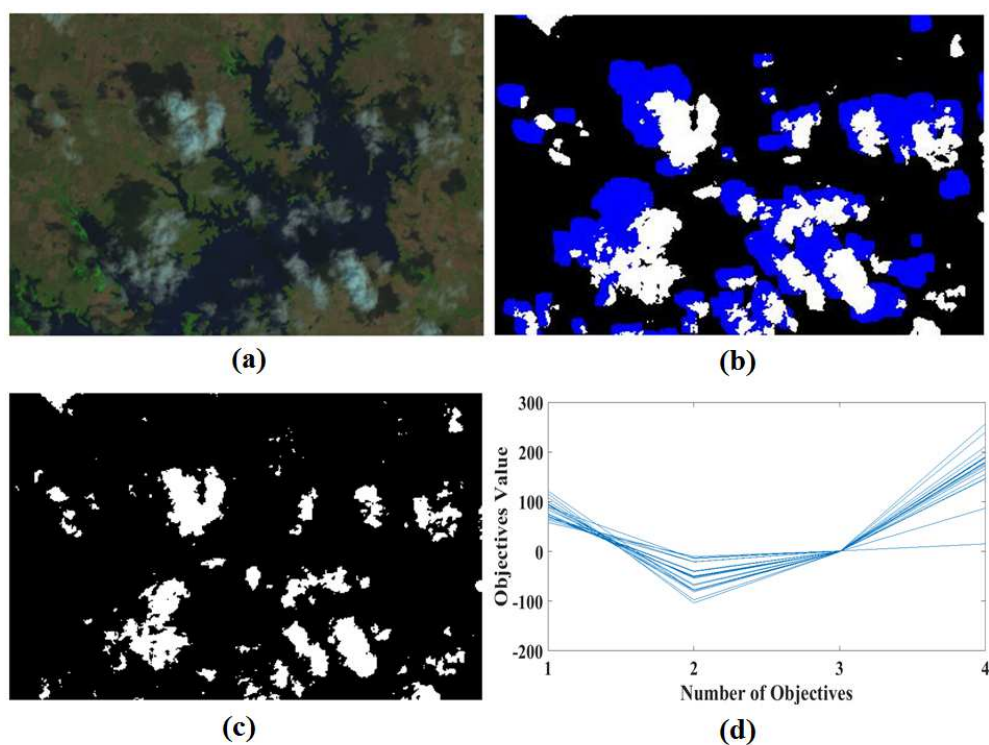 (a)
(b)
(c)
300
200
100
0
-100
-200
1 2 3 4
Objectives Value
Number of Objectives
(d)